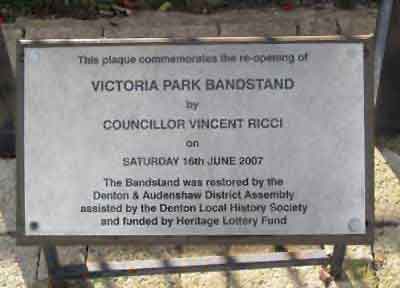 This plaque commemorates the re-opening of
VICTORIA PARK BANDSTAND
by
COUNCILLOR VINCENT RICCI
on
SATURDAY 16th JUNE 2007
The Bandstand was restored by the
Denton & Audenshaw District Assembly
assisted by the Denton Local History Society
and funded by Heritage Lottery Fund